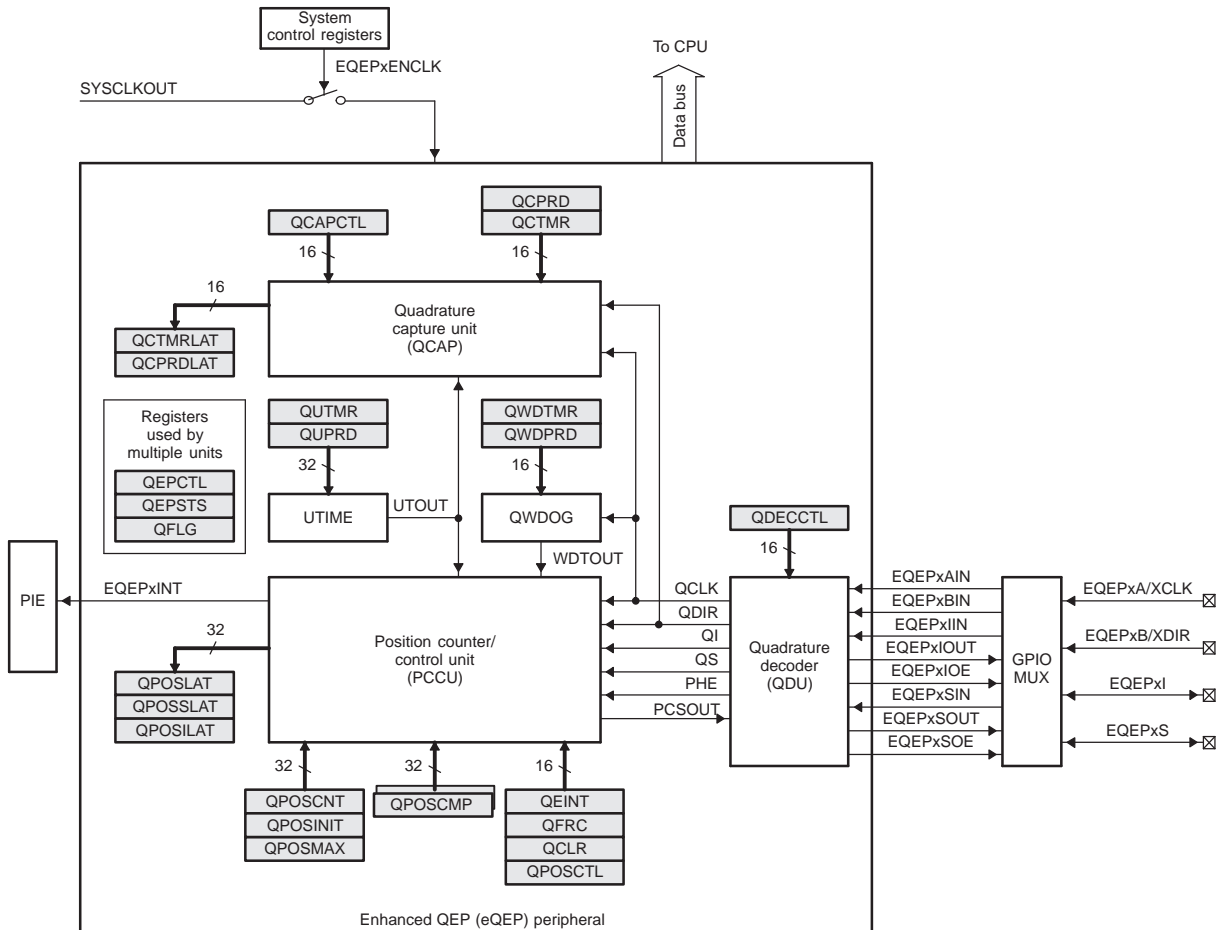 System
control registers
To CPU
EQEPxENCLK
SYSCLKOUT
Data bus
QCPRD
QCAPCTL
QCTMR
16
16
16
Quadrature
capture unit
(QCAP)
QCTMRLAT
QCPRDLAT
Registers
used by
multiple units
QEPCTL
QEPSTS
QFLG
QUTMR
QUPRD
32
QWDTMR
QWDPRD
16
UTIME
UTOUT
QWDOG
WDTOUT
QDECCTL
16
PIE
EQEPxINT
32
QPOSLAT
QPOSSLAT
QPOSILAT
Position counter/
control unit
(PCCU)
QCLK
QDIR
QI
QS
PHE
PCSOUT
Quadrature
decoder
(QDU)
EQEPxAIN
EQEPxBIN
EQEPxIIN
EQEPxIOUT
EQEPxIOE
EQEPxSIN
EQEPxSOUT
EQEPxSOE
GPIO
MUX
EQEPxA/XCLK
EQEPxB/XDIR
EQEPxI
EQEPxS
32
32
16
QPOSCNT
QPOSINIT
QPOSMAX
QPOSCMP
QEINT
QFRC
QCLR
QPOSCTL
Enhanced QEP (eQEP) peripheral